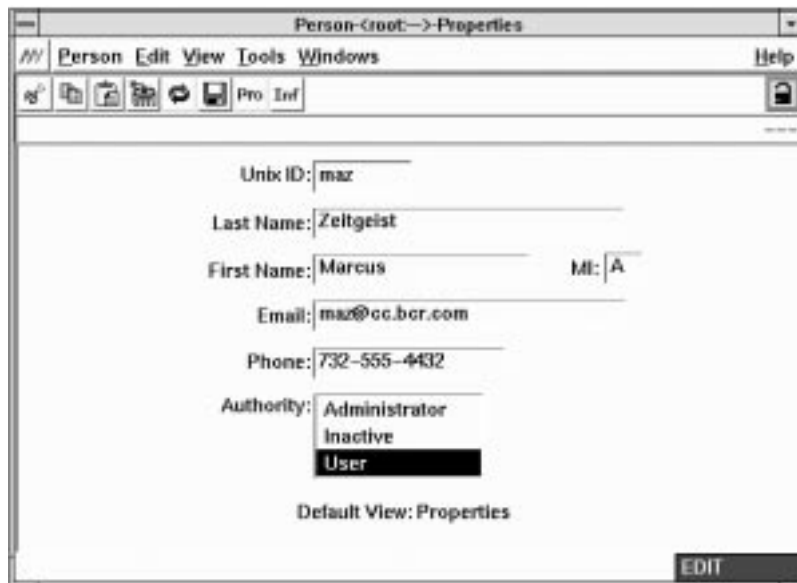 Person-<root:-->-Properties
Person Edit View Tools Windows Help
Pro Inf
---
Unix ID: maz
Last Name: Zeitgeist
First Name: Marcus MI: A
Email: maz@cc.bcr.com
Phone: 732-555-4432
Authority: Administrator
Inactive
User
Default View: Properties
EDIT